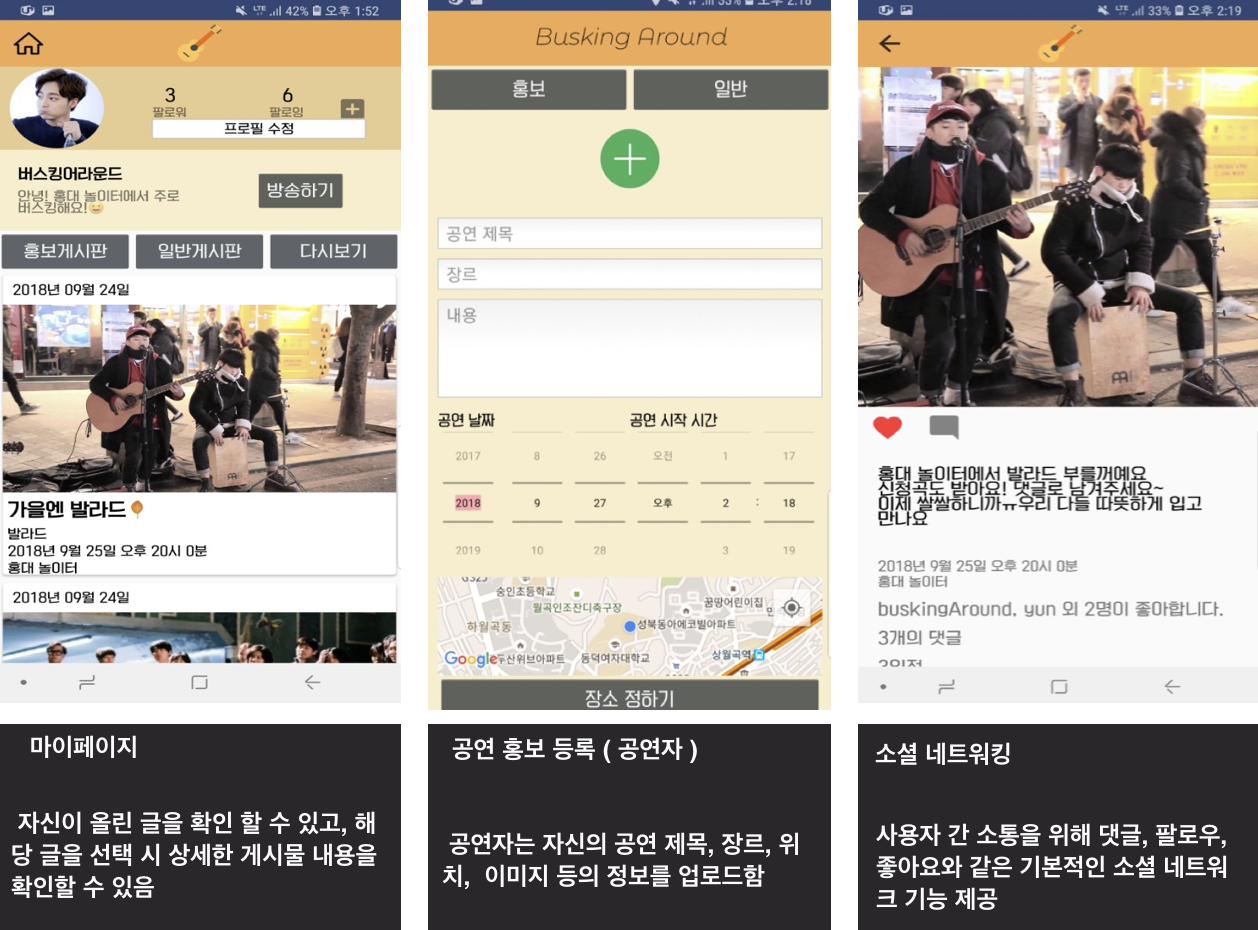 LTE 42% 오후 1:52
3
6
팔로워
팔로잉
프로필 수정
버스킹어라운드
안녕! 홍대 놀이터에서 주로
버스킹해요!😄
방송하기
홍보게시판
일반게시판
다시보기
2018년 09월 24일
가을엔 발라드
발라드
2018년 9월 25일 오후 20시 0분
홍대 놀이터
2018년 09월 24일
마이페이지
자신이 올린 글을 확인 할 수 있고, 해
당 글을 선택 시 상세한 게시물 내용을
확인할 수 있음
33% 오후 2:18
Busking Around
홍보
일반
공연 제목
장르
내용
공연 날짜
공연 시작 시간
2017 8 26 오전 1 17
2018 9 27 오후 2 : 18
2019 10 28 3 19
G325
숭인초등학교
월곡인조잔디축구장
꿈땅어린이집
하월곡동
성북동아에코빌아파트
상월곡역
Google
두산위브아파트
동덕여자대학교
장소 정하기
공연 홍보 등록 ( 공연자 )
공연자는 자신의 공연 제목, 장르, 위
치, 이미지 등의 정보를 업로드함
LTE 33% 오후 2:19
홍대 놀이터에서 발라드 부를꺼예요
신청곡도 받아요! 댓글로 남겨주세요~
이제 쌀쌀하니까ㅠ우리 다들 따뜻하게 입고
만나요
2018년 9월 25일 오후 20시 0분
홍대 놀이터
buskingAround, yun 외 2명이 좋아합니다.
3개의 댓글
3일전
소셜 네트워킹
사용자 간 소통을 위해 댓글, 팔로우,
좋아요와 같은 기본적인 소셜 네트워
크 기능 제공